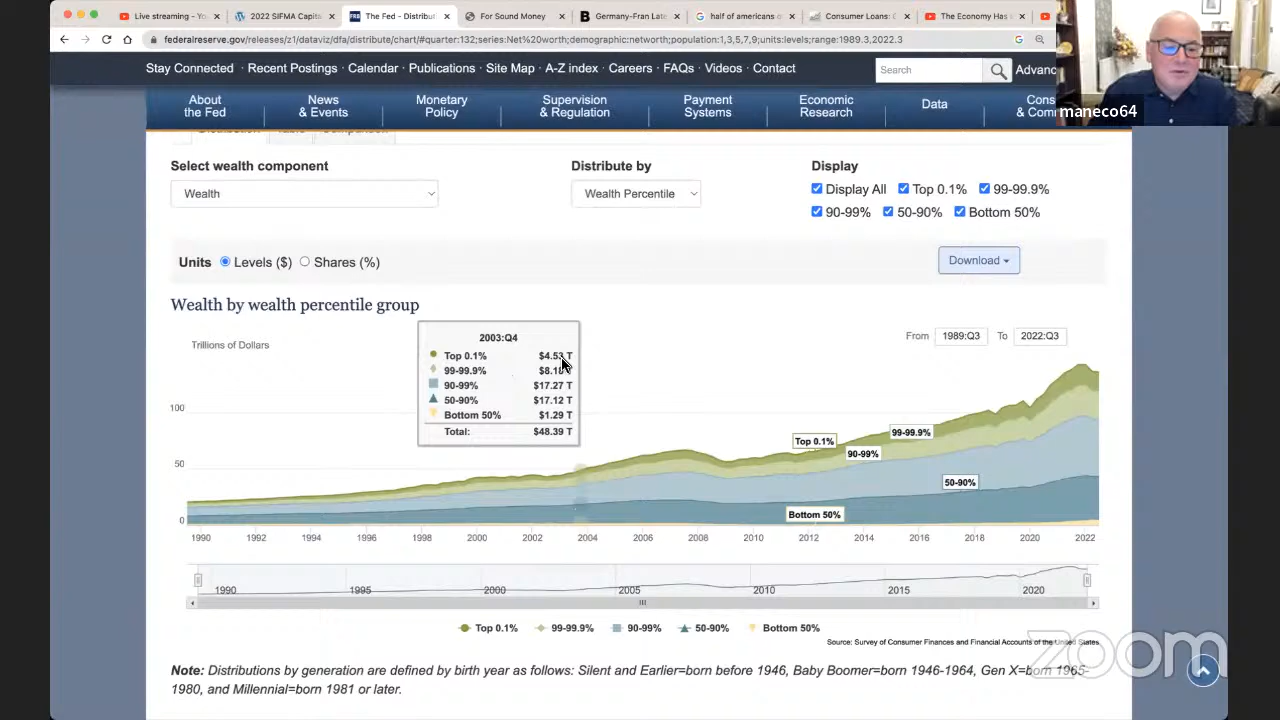 Live streaming - Yo
2022 SIFMA Capita
The Fed - Distribut
For Sound Money
Germany-Fran Late
half of americans o
Consumer Loans: C
The Economy Has
federalreserve.gov/releases/z1/dataviz/dfa/distribute/chart/#quarter:132;series:Net%20worth;demographic:networth;population:1,3,5,7,9;units:levels;range:1989.3,2022.3
Stay Connected · Recent Postings · Calendar · Publications · Site Map · A-Z index · Careers · FAQs · Videos · Contact
Search
Advanc
About the Fed
News & Events
Monetary Policy
Supervision & Regulation
Payment Systems
Economic Research
Data
Cons & Com
maneco64
Select wealth component
Distribute by
Display
Wealth
Wealth Percentile
Display All Top 0.1% 99-99.9%
90-99% 50-90% Bottom 50%
Units Levels ($) Shares (%)
Download
Wealth by wealth percentile group
Trillions of Dollars
From 1989:Q3 To 2022:Q3
2003:Q4
Top 0.1% $4.53 T
99-99.9% $8.18 T
90-99% $17.27 T
50-90% $17.12 T
Bottom 50% $1.29 T
Total: $48.39 T
100
50
0
Top 0.1%
99-99.9%
90-99%
50-90%
Bottom 50%
1990 1992 1994 1996 1998 2000 2002 2004 2006 2008 2010 2012 2014 2016 2018 2020 2022
1990 1995 2000 2005 2010 2015 2020
Top 0.1% 99-99.9% 90-99% 50-90% Bottom 50%
Source: Survey of Consumer Finances and Financial Accounts of the United States
zoom
Note: Distributions by generation are defined by birth year as follows: Silent and Earlier=born before 1946, Baby Boomer=born 1946-1964, Gen X=born 1965-
1980, and Millennial=born 1981 or later.